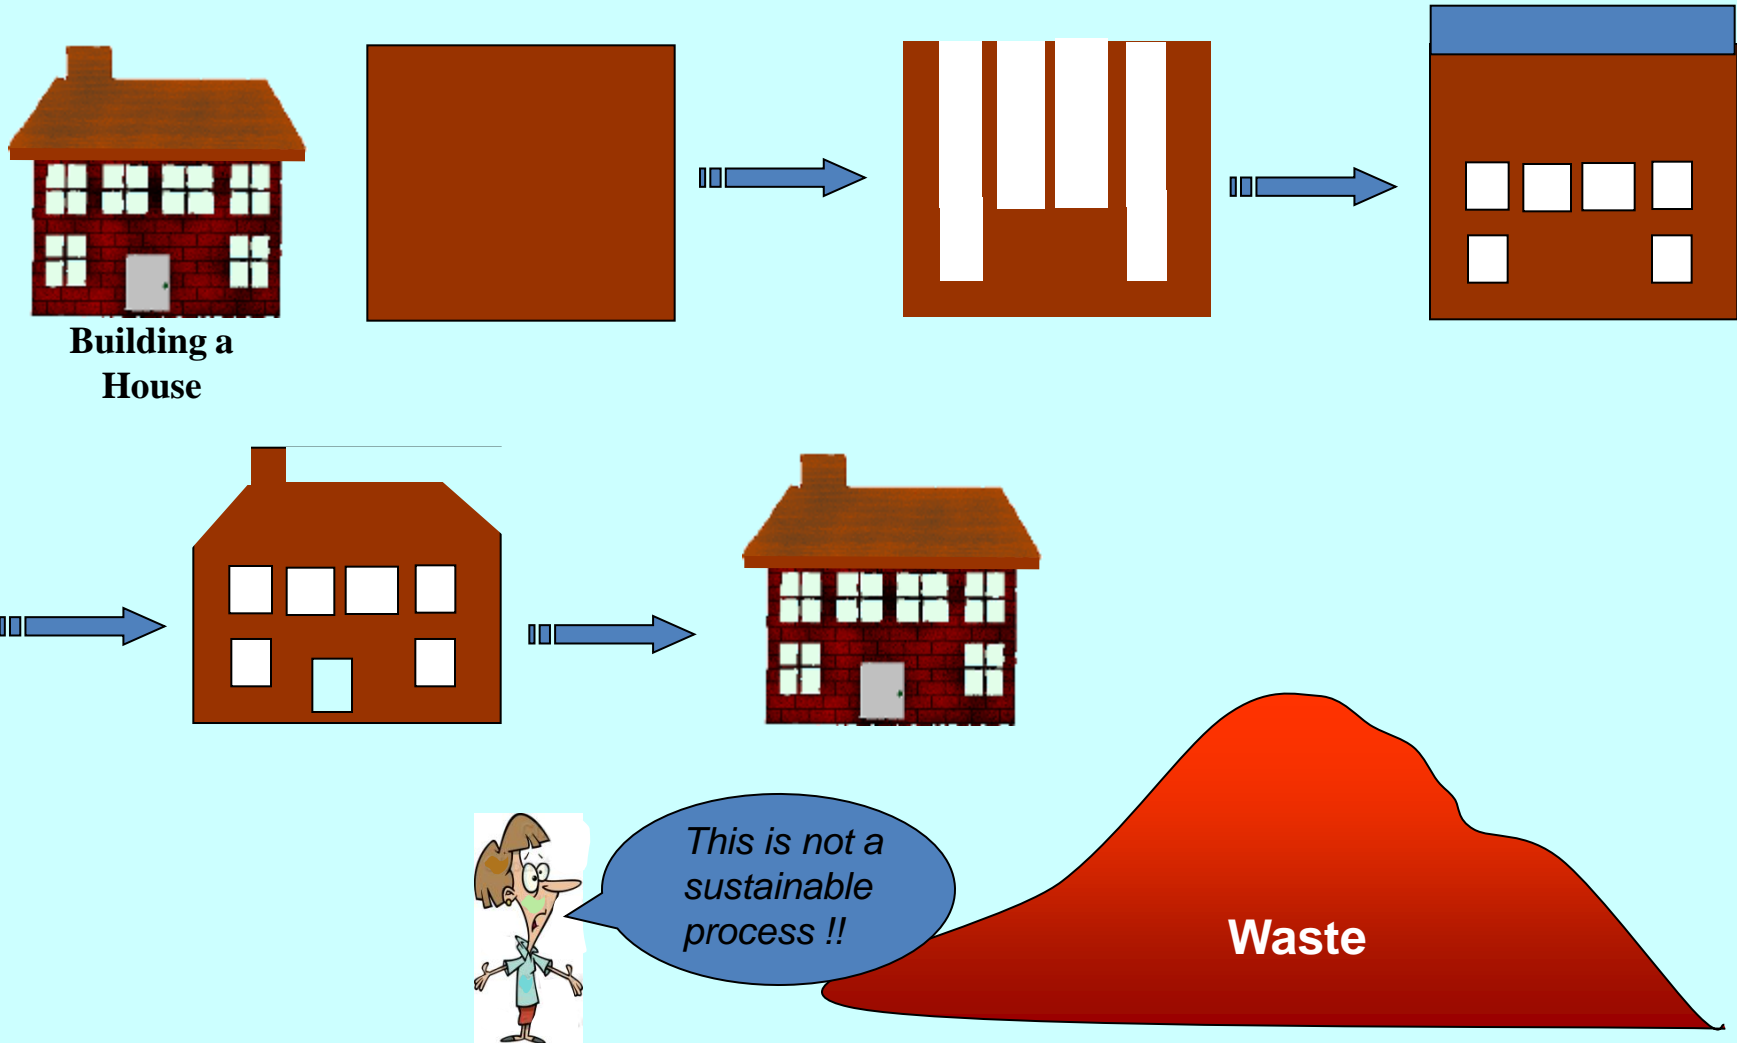 Building a
House
This is not a
sustainable
process !!
Waste